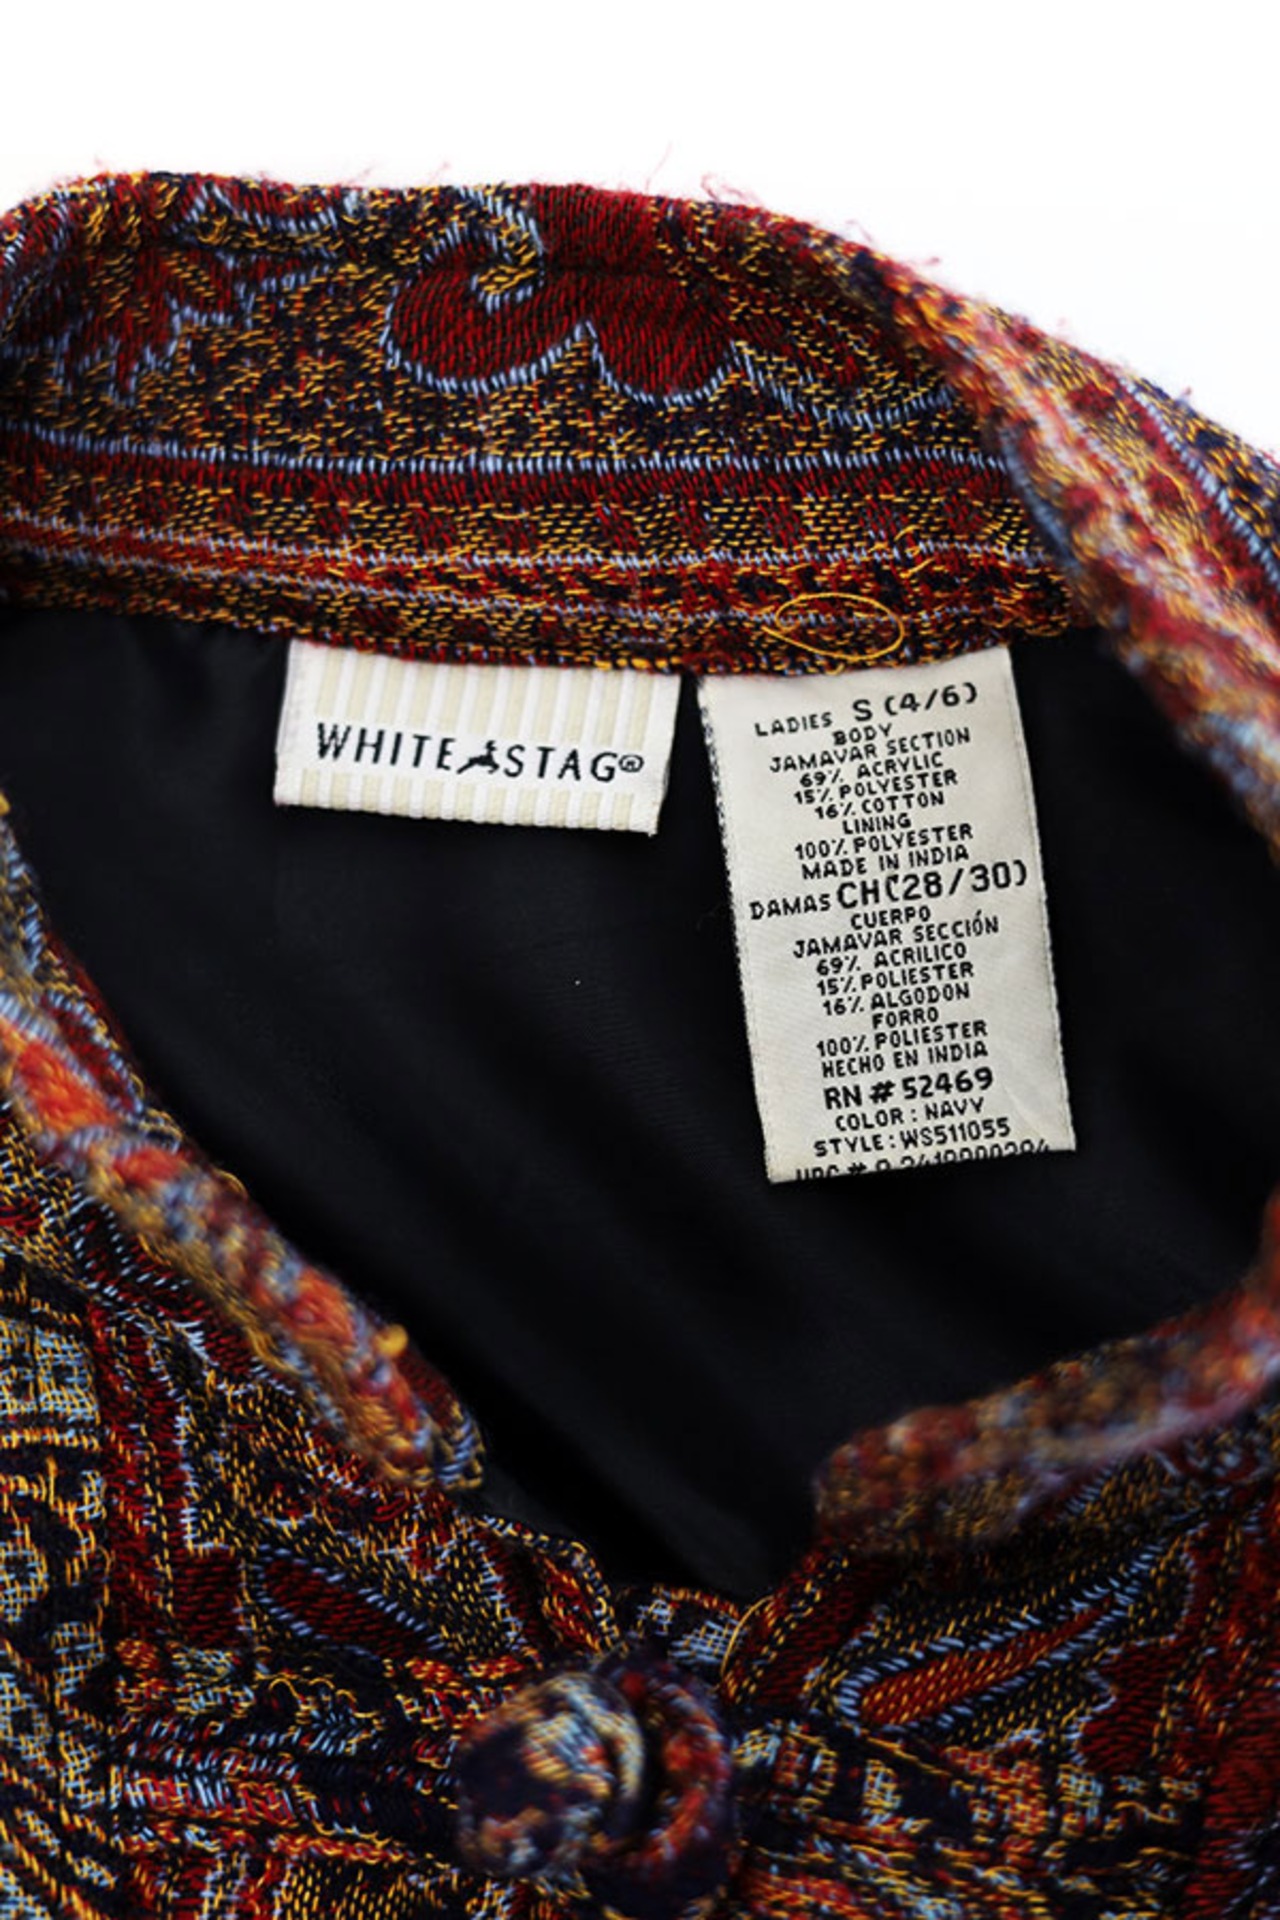 WHITE STAG®
LADIES S (4/6)
BODY
JAMAVAR SECTION
69% ACRYLIC
15% POLYESTER
16% COTTON
LINING
100% POLYESTER
MADE IN INDIA
DAMAS CH(28/30)
CUERPO
JAMAVAR SECCIÓN
69% ACRILICO
15% POLIESTER
16% ALGODON
FORRO
100% POLIESTER
HECHO EN INDIA
RN # 52469
COLOR : NAVY
STYLE : WS511055
UPC #